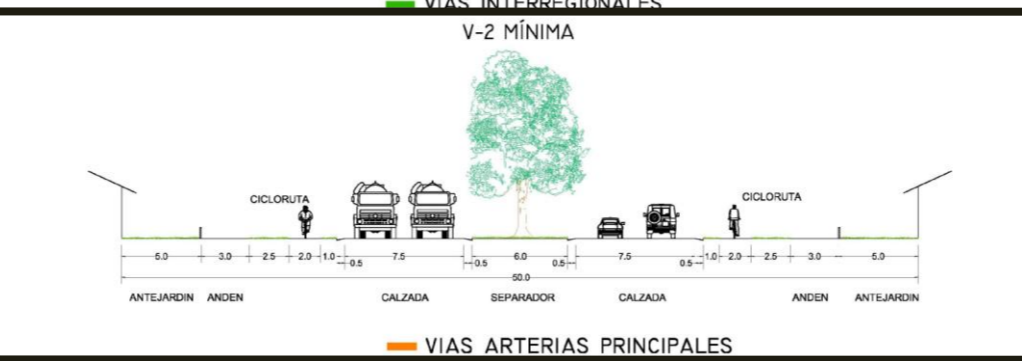 VIAS INTERREGIONALES
V-2 MÍNIMA
CICLORUTA CICLORUTA
5.0 3.0 2.5 2.0 1.0 0.5 7.5 0.5 6.0 0.5 7.5 0.5 1.0 2.0 2.5 3.0 5.0
50.0
ANTEJARDIN ANDEN CALZADA SEPARADOR CALZADA ANDEN ANTEJARDIN
VIAS ARTERIAS PRINCIPALES